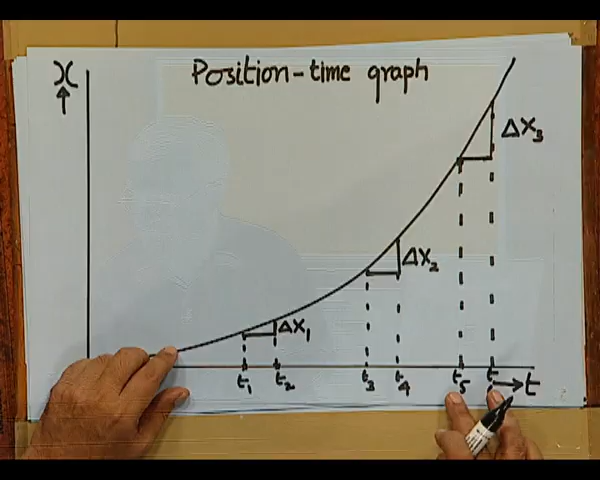 x
↑
Position-time graph
ΔX₃
ΔX₂
ΔX₁
t₁ t₂ t₃ t₄ t₅ t → t